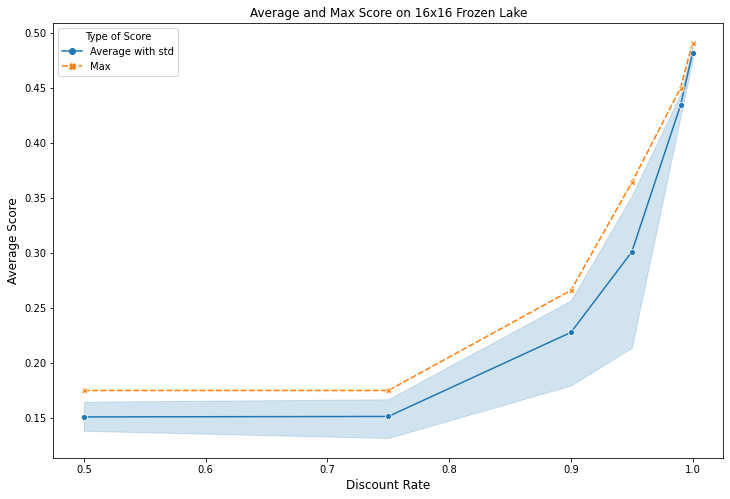 Average and Max Score on 16x16 Frozen Lake
Type of Score
Average with std
Max
Average Score
0.50
0.45
0.40
0.35
0.30
0.25
0.20
0.15
0.5 0.6 0.7 0.8 0.9 1.0
Discount Rate